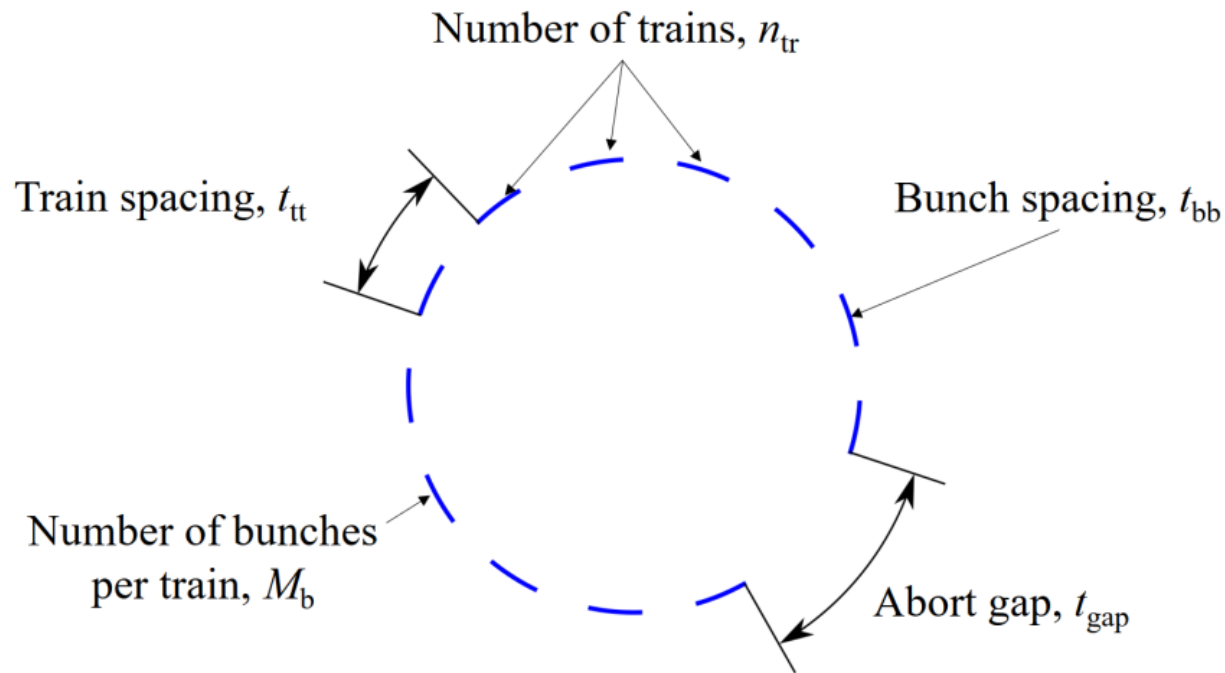 Number of trains, n_tr
Train spacing, t_tt
Bunch spacing, t_bb
Number of bunches
per train, M_b
Abort gap, t_gap